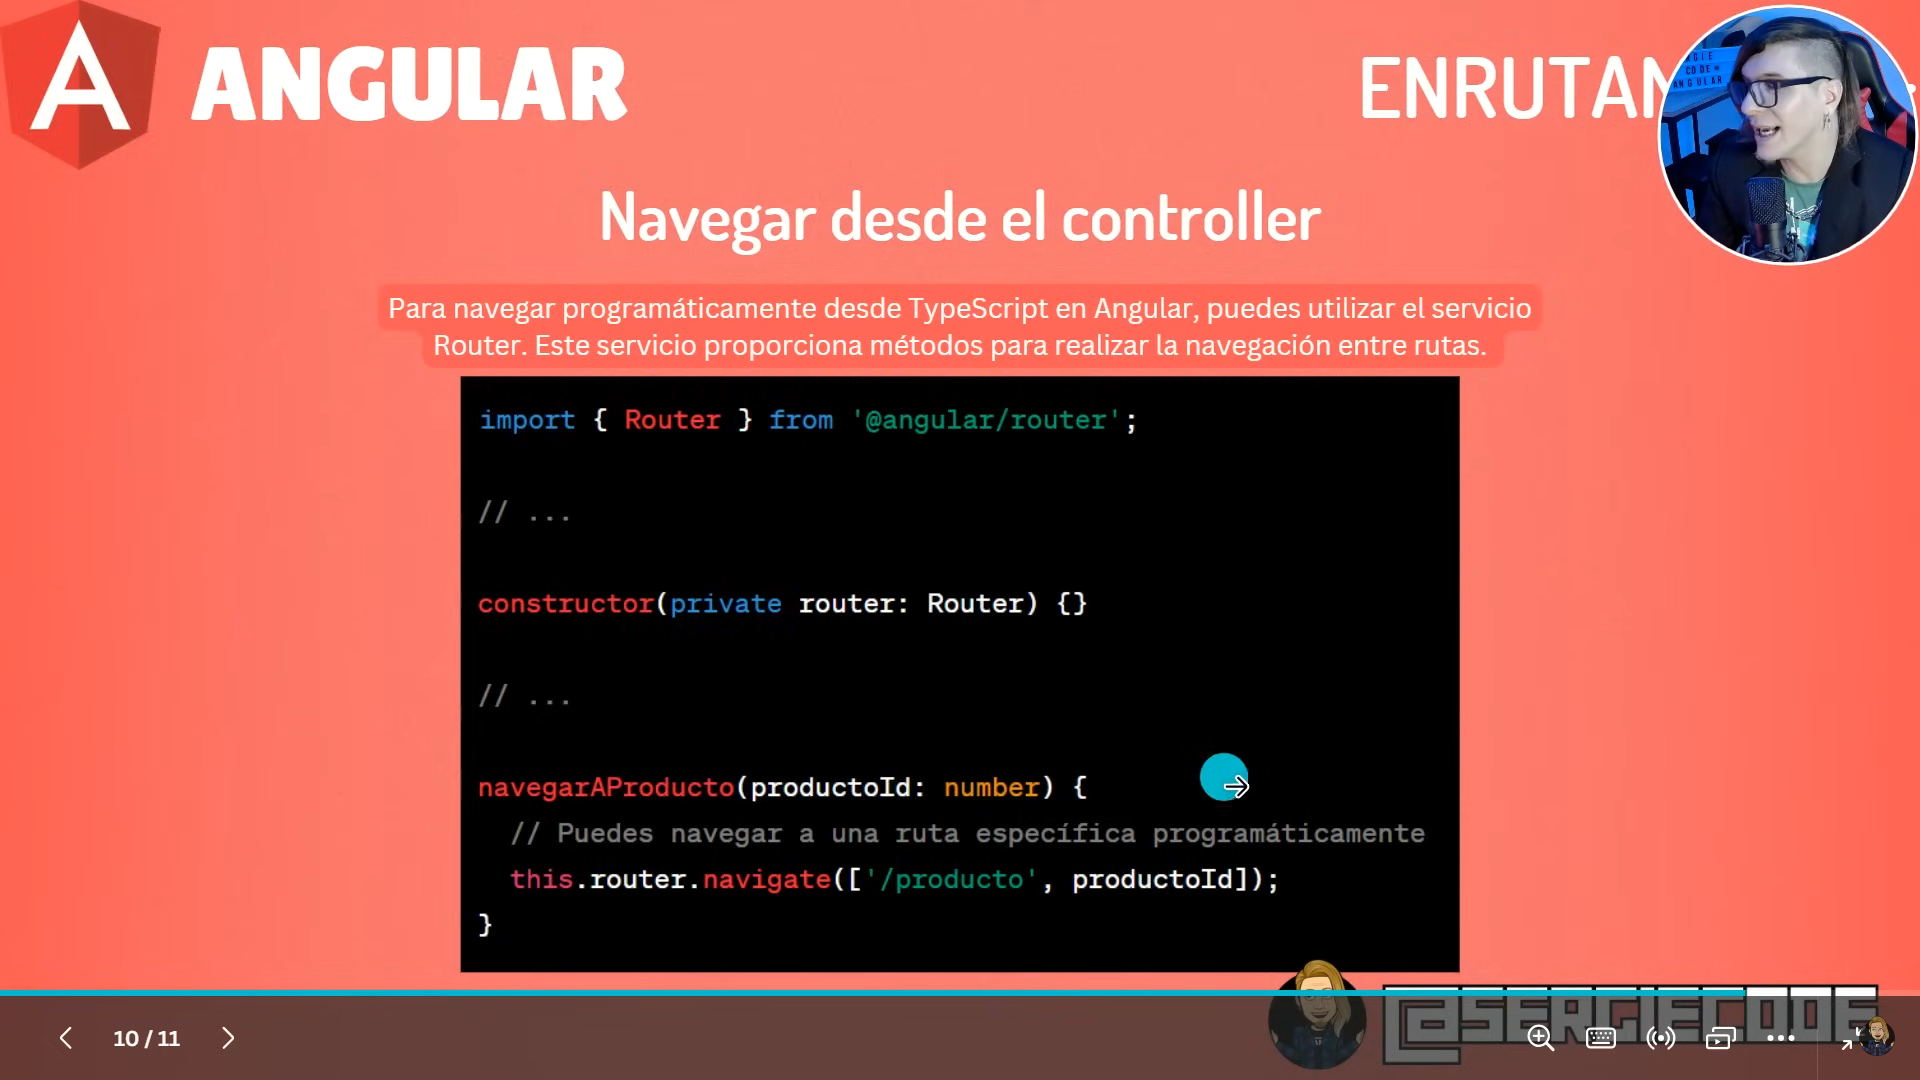 ANGULAR
ENRUTAM
Navegar desde el controller
Para navegar programáticamente desde TypeScript en Angular, puedes utilizar el servicio
Router. Este servicio proporciona métodos para realizar la navegación entre rutas.
import { Router } from '@angular/router';
// ...
constructor(private router: Router) {}
// ...
navegarAProducto(productoId: number) {
// Puedes navegar a una ruta específica programáticamente
this.router.navigate(['/producto', productoId]);
}
@SERGIECODE
10 / 11